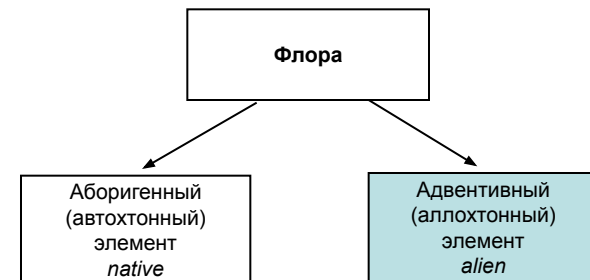 Флора
Аборигенный
(автохтонный)
элемент
native
Адвентивный
(аллохтонный)
элемент
alien